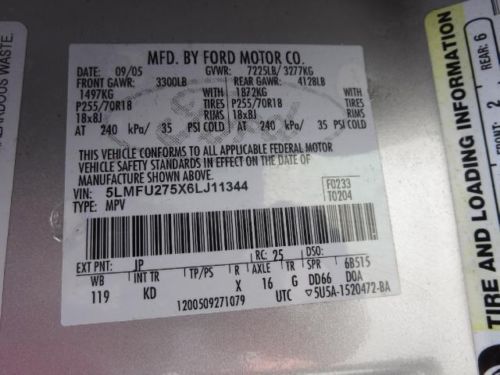 MFD. BY FORD MOTOR CO.
DATE: 09/05 GVWR: 7225LB/ 3277KG
FRONT GAWR: 3300LB REAR GAWR: 4128LB
1497KG WITH 1872KG WITH
P255/70R18 TIRES P255/70R18 TIRES
18x8J RIMS 18x8J RIMS
AT 240 kPa/ 35 PSI COLD AT 240 kPa/ 35 PSI COLD
THIS VEHICLE CONFORMS TO ALL APPLICABLE FEDERAL MOTOR
VEHICLE SAFETY STANDARDS IN EFFECT ON THE DATE OF
MANUFACTURE SHOWN ABOVE.
VIN: 5LMFU275X6LJ11344 F0233
TYPE: MPV T0204
EXT PNT: JP RC: 25 DSO:
WB INT TR TP/PS R AXLE TR SPR 6B515
119 KD X 16 G DD66 D0A
1200509271079 UTC 5U5A-1520472-BA
TIRE AND LOADING INFORMATION
FRONT: 2
REAR: 6
WASTE.